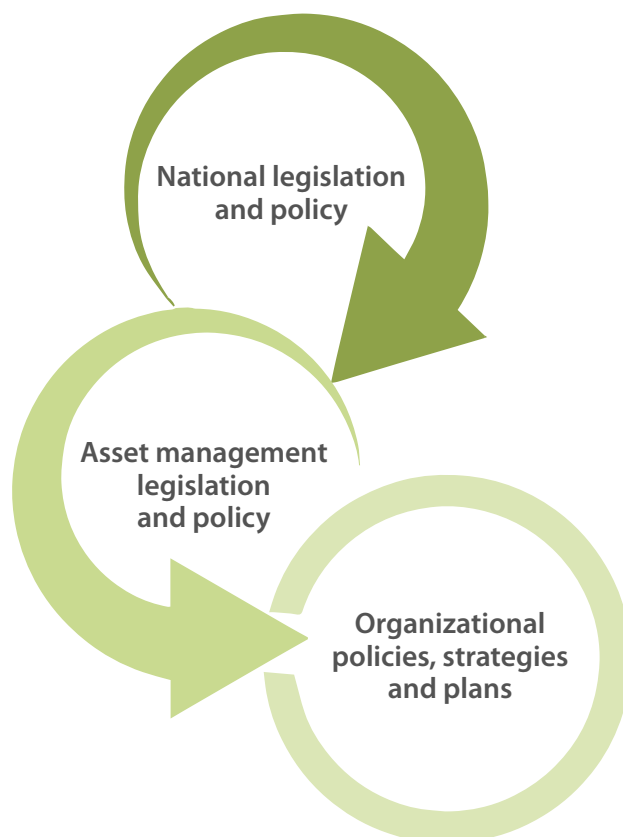 National legislation
and policy
Asset management
legislation
and policy
Organizational
policies, strategies
and plans